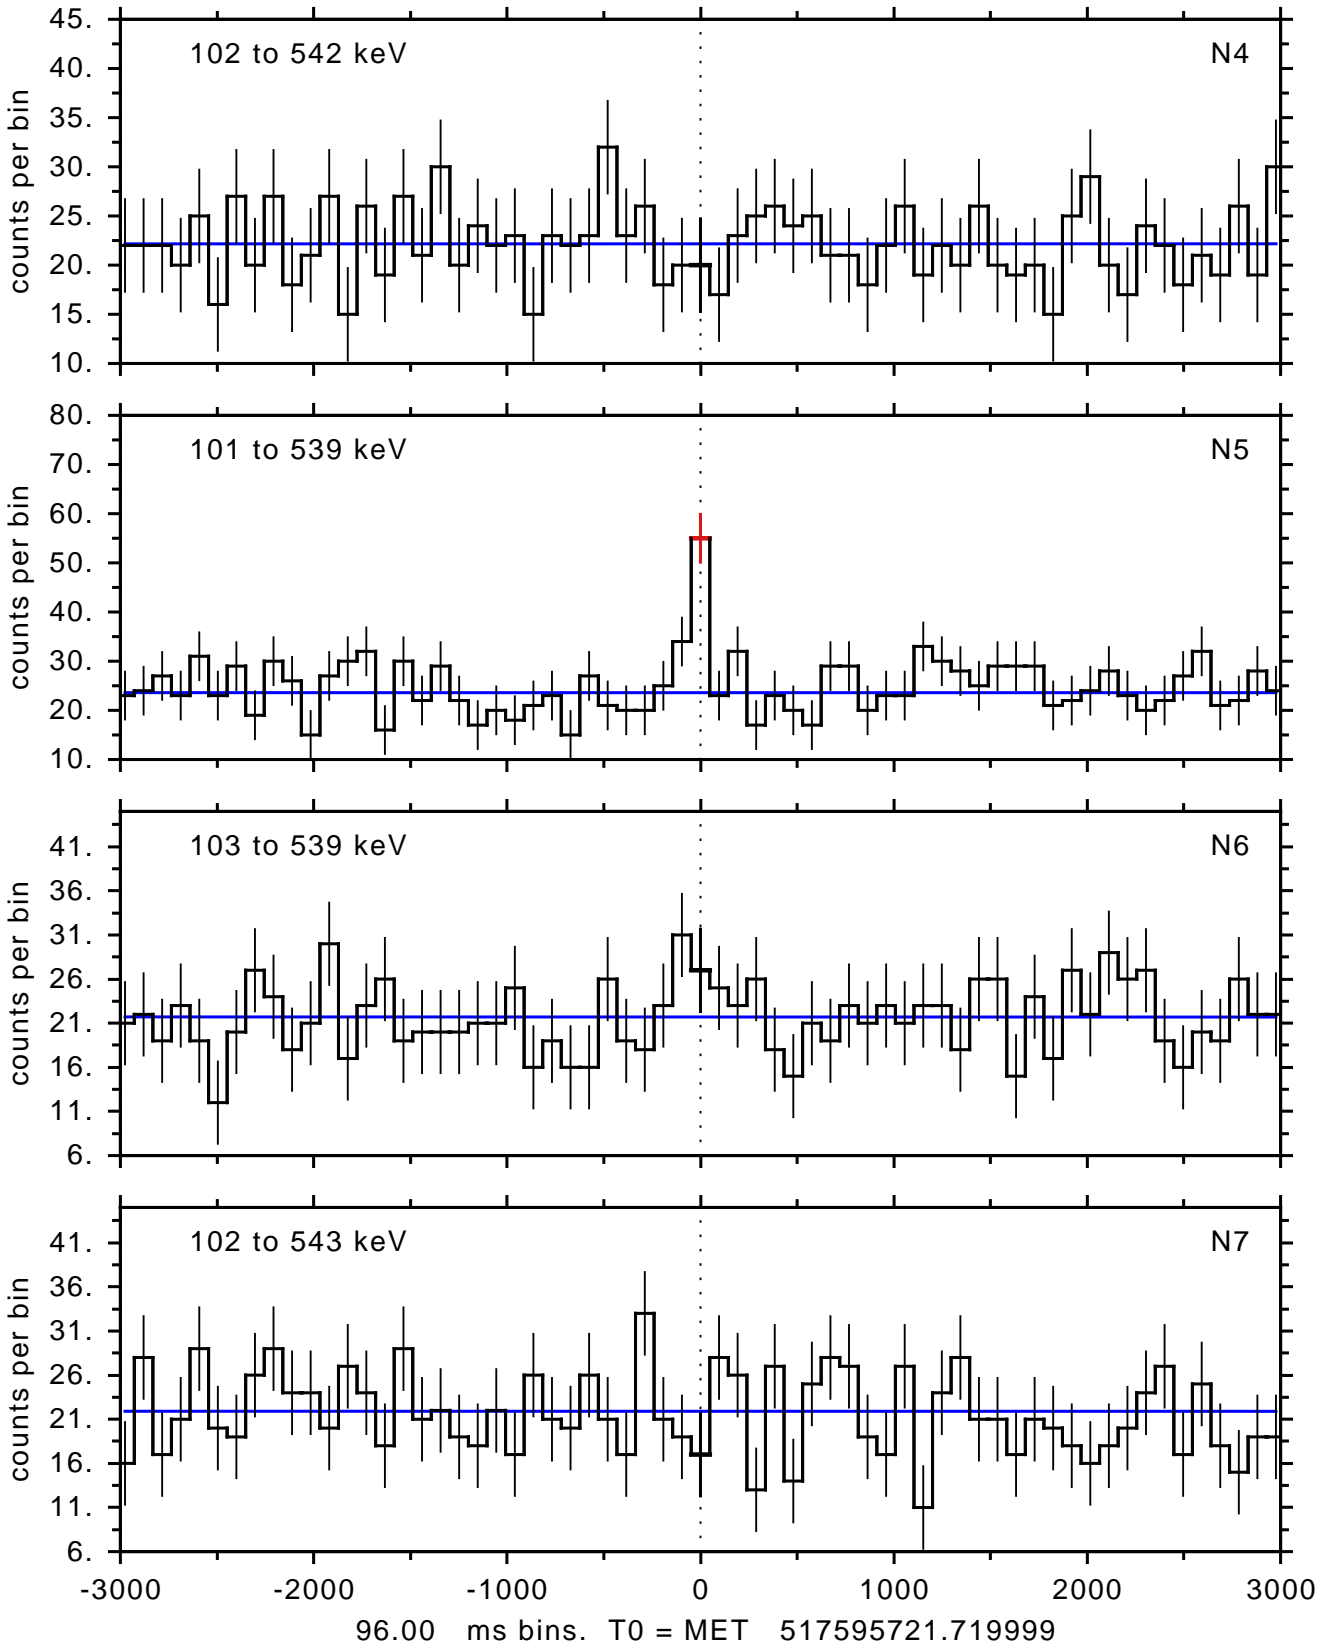 45.
40.
35.
30.
25.
20.
15.
10.
counts per bin
102 to 542 keV
N4
80.
70.
60.
50.
40.
30.
20.
10.
counts per bin
101 to 539 keV
N5
41.
36.
31.
26.
21.
16.
11.
6.
counts per bin
103 to 539 keV
N6
41.
36.
31.
26.
21.
16.
11.
6.
counts per bin
102 to 543 keV
N7
-3000 -2000 -1000 0 1000 2000 3000
96.00 ms bins. T0 = MET 517595721.719999